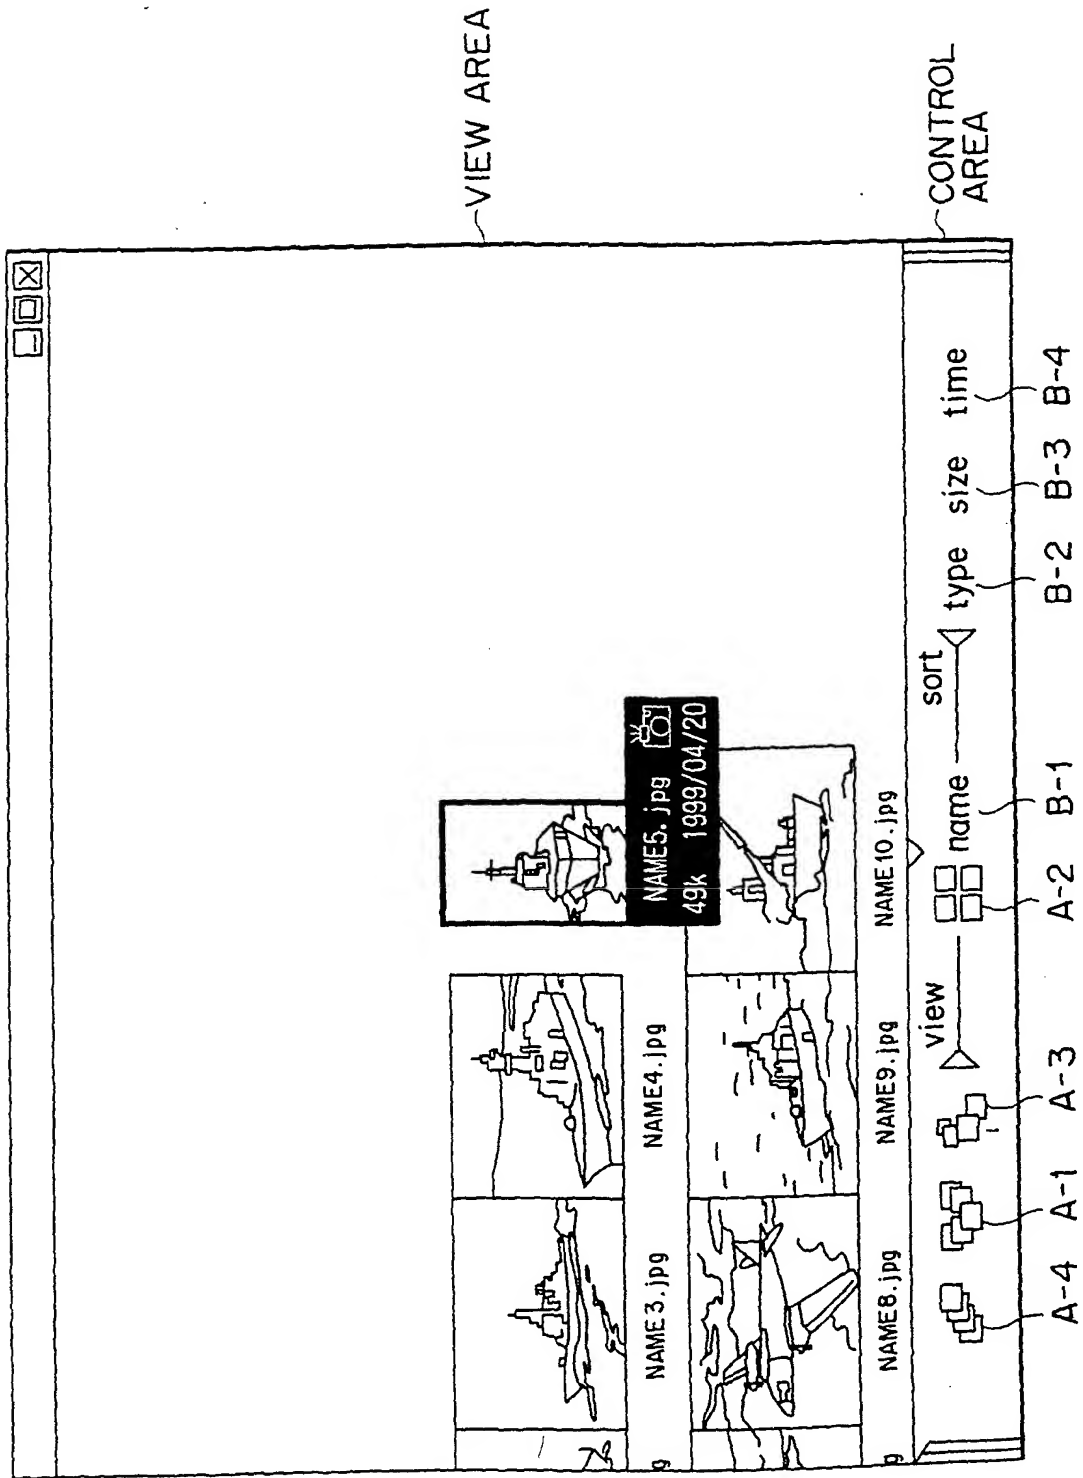 VIEW AREA
NAME5.jpg
49k 1999/04/20
NAME3.jpg
NAME4.jpg
g
NAME8.jpg
NAME9.jpg
NAME10.jpg
g
CONTROL
AREA
view
sort
name
type
size
time
A-4
A-1
A-3
A-2
B-1
B-2
B-3
B-4